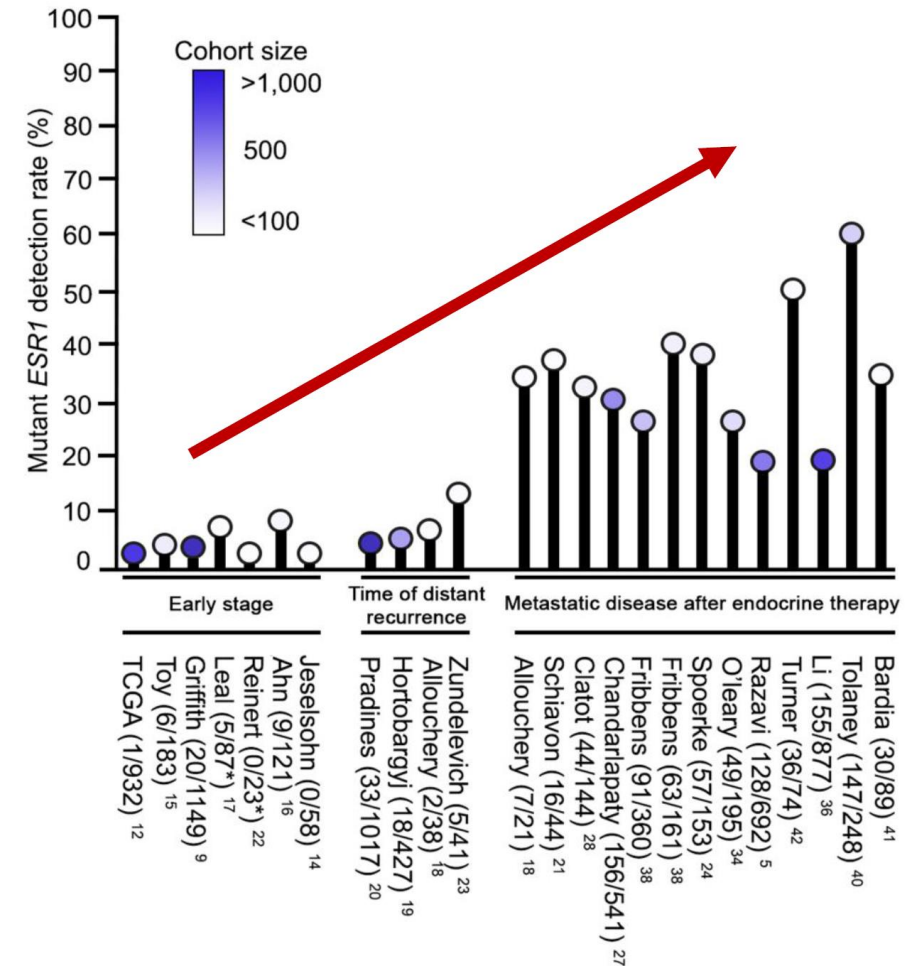 100
90
80
70
60
50
40
30
20
10
0
Mutant ESR1 detection rate (%)
Cohort size
>1,000
500
<100
Early stage
Time of distant
recurrence
Metastatic disease after endocrine therapy
TCGA (1/932) 12
Toy (6/183) 15
Griffith (20/1149) 9
Leal (5/87*) 17
Reinert (0/23*) 22
Ahn (9/121) 16
Jeselsohn (0/58) 14
Pradines (33/1017) 20
Hortobargyj (18/427) 19
Allouchery (2/38) 18
Zundelevich (5/41) 23
Allouchery (7/21) 18
Schiavon (16/44) 21
Clatot (44/144) 28
Chandarlapaty (156/541) 27
Fribbens (91/360) 38
Fribbens (63/161) 38
Spoerke (57/153) 24
O'leary (49/195) 34
Razavi (128/692) 5
Turner (36/74) 42
Li (155/877) 36
Tolaney (147/248) 40
Bardia (30/89) 41